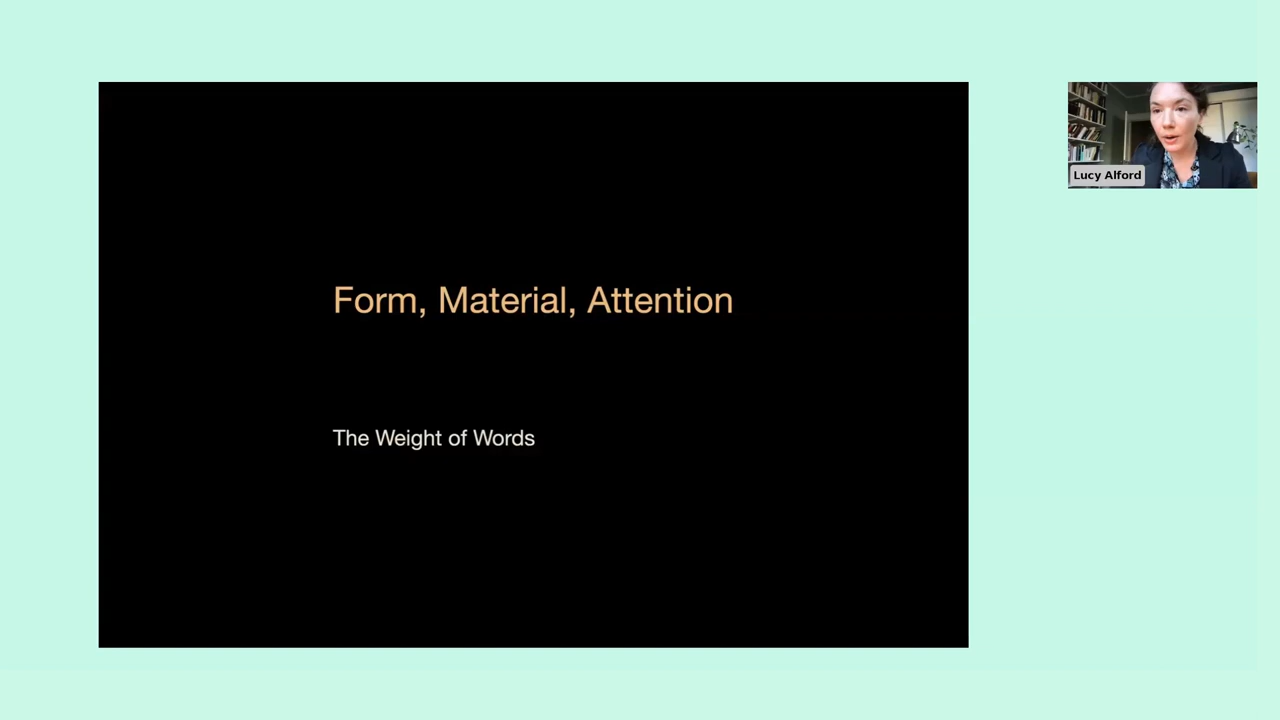 Form, Material, Attention
The Weight of Words
Lucy Alford